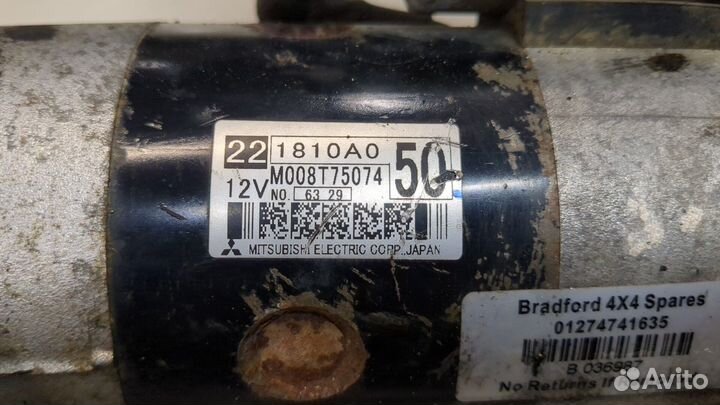 22 1810A0 50
12V M008T75074
NO. 63 29
MITSUBISHI ELECTRIC CORP.,JAPAN
Bradford 4X4 Spares
01274741635
No Returns
Avito